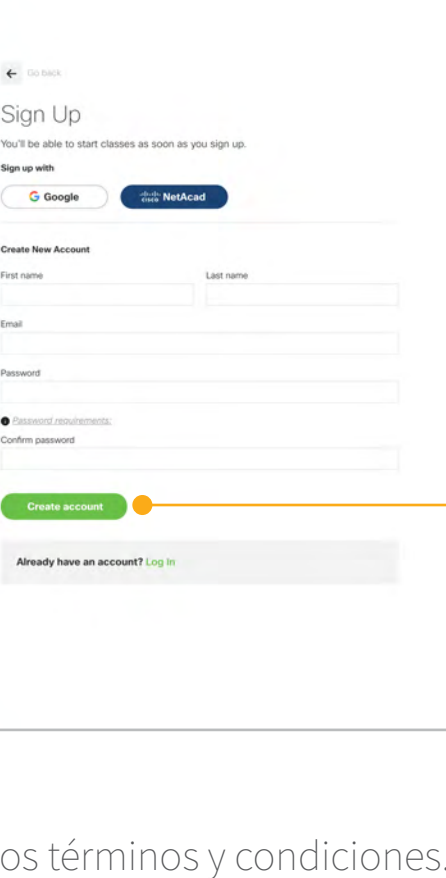 Go back
Sign Up
You'll be able to start classes as soon as you sign up.
Sign up with
Google
CISCO NetAcad
Create New Account
First name Last name
Email
Password
Password requirements:
Confirm password
Create account
Already have an account? Log In
os términos y condiciones.